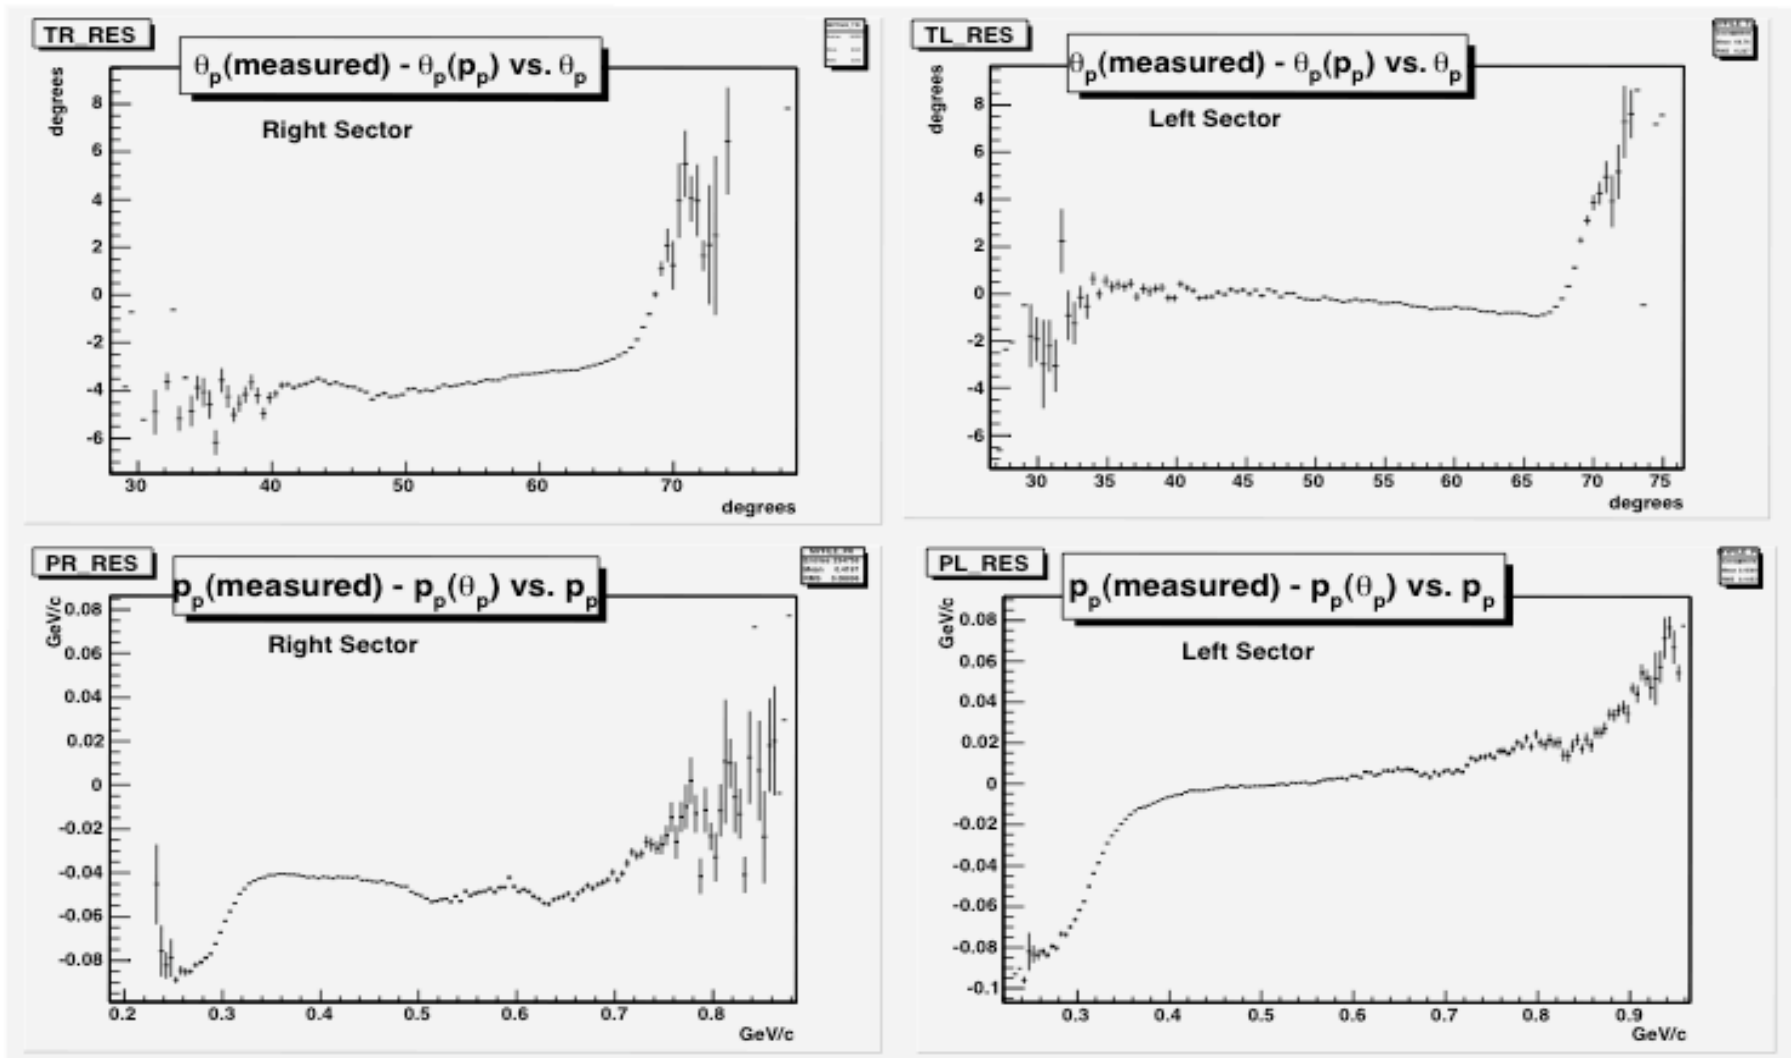 TR_RES
θp(measured) - θp(pp) vs. θp
degrees
Right Sector
8
6
4
2
0
-2
-4
-6
30 40 50 60 70
degrees
TL_RES
θp(measured) - θp(pp) vs. θp
degrees
Left Sector
8
6
4
2
0
-2
-4
-6
30 35 40 45 50 55 60 65 70 75
degrees
PR_RES
pp(measured) - pp(θp) vs. pp
GeV/c
Right Sector
0.08
0.06
0.04
0.02
0
-0.02
-0.04
-0.06
-0.08
0.2 0.3 0.4 0.5 0.6 0.7 0.8
GeV/c
PL_RES
pp(measured) - pp(θp) vs. pp
GeV/c
Left Sector
0.08
0.06
0.04
0.02
0
-0.02
-0.04
-0.06
-0.08
-0.1
0.3 0.4 0.5 0.6 0.7 0.8 0.9
GeV/c